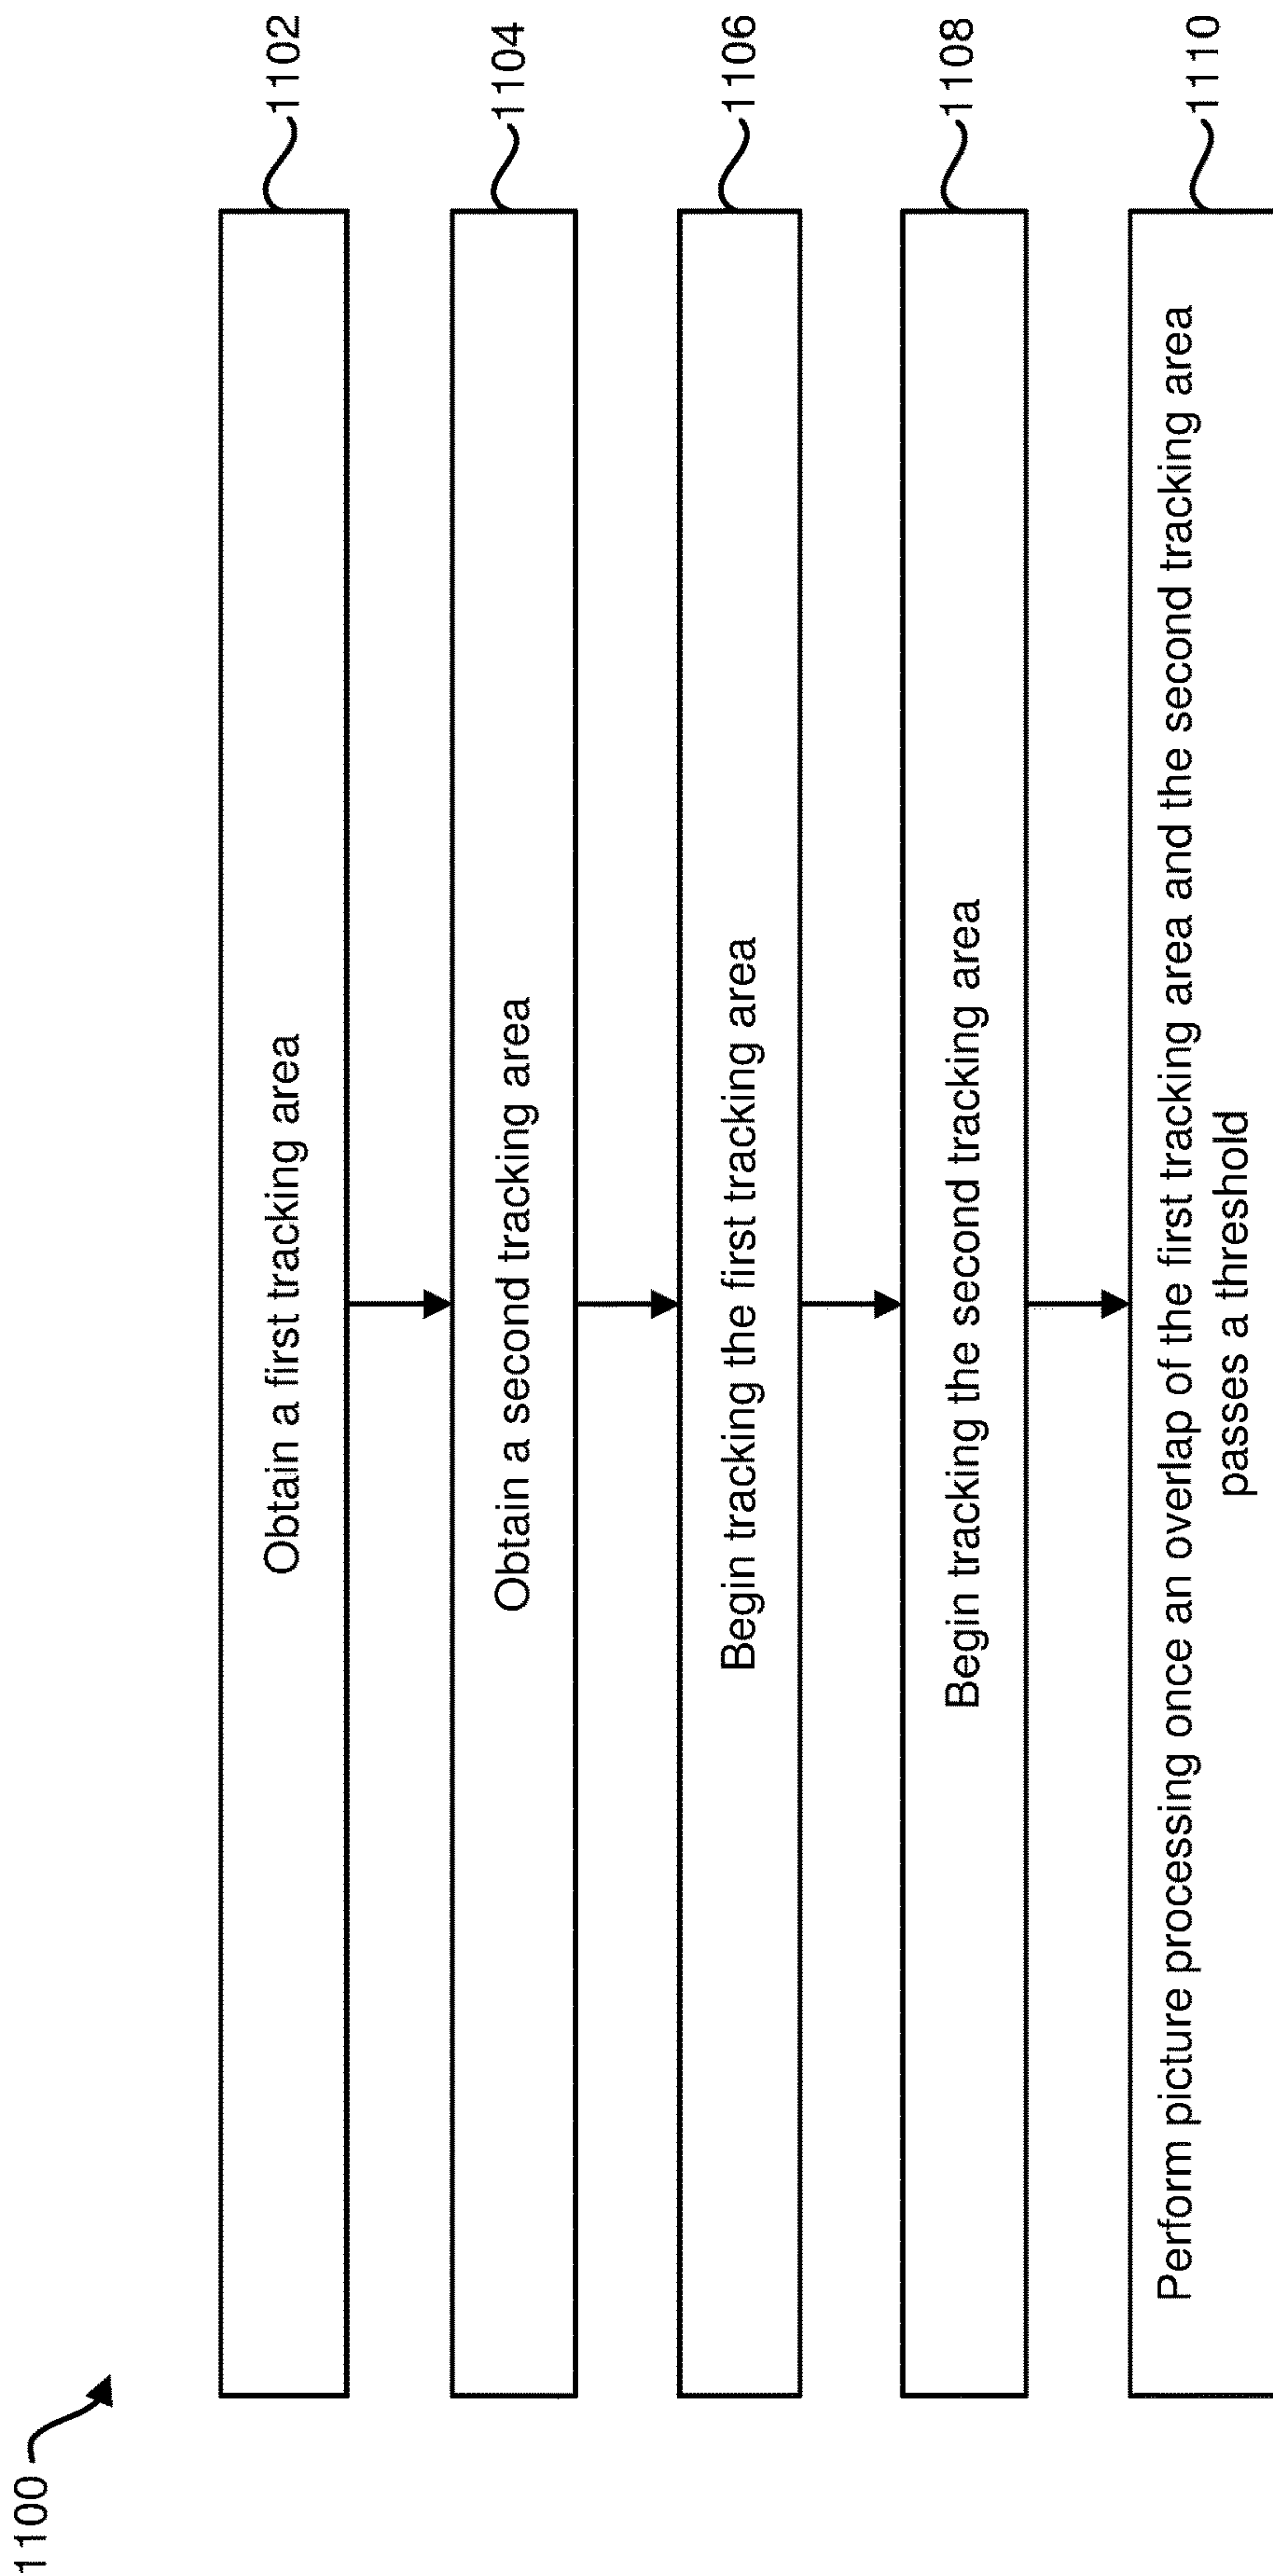 1100
Obtain a first tracking area
1102
Obtain a second tracking area
1104
Begin tracking the first tracking area
1106
Begin tracking the second tracking area
1108
Perform picture processing once an overlap of the first tracking area and the second tracking area
passes a threshold
1110